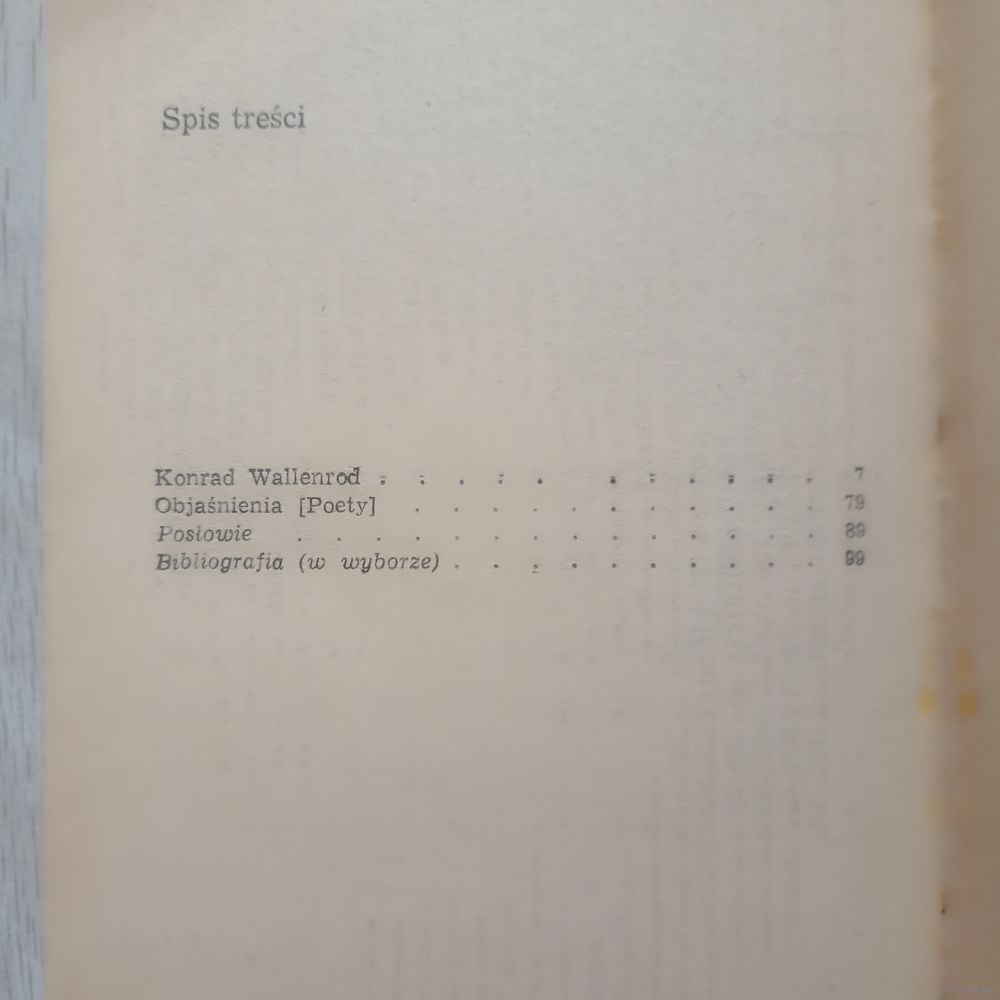 Spis treści
Konrad Wallenrod . . . . . . . . . . . 7
Objaśnienia [Poety] . . . . . . . . . . . 79
Posłowie . . . . . . . . . . . . . . 89
Bibliografia (w wyborze) . . . . . . . . . . 99